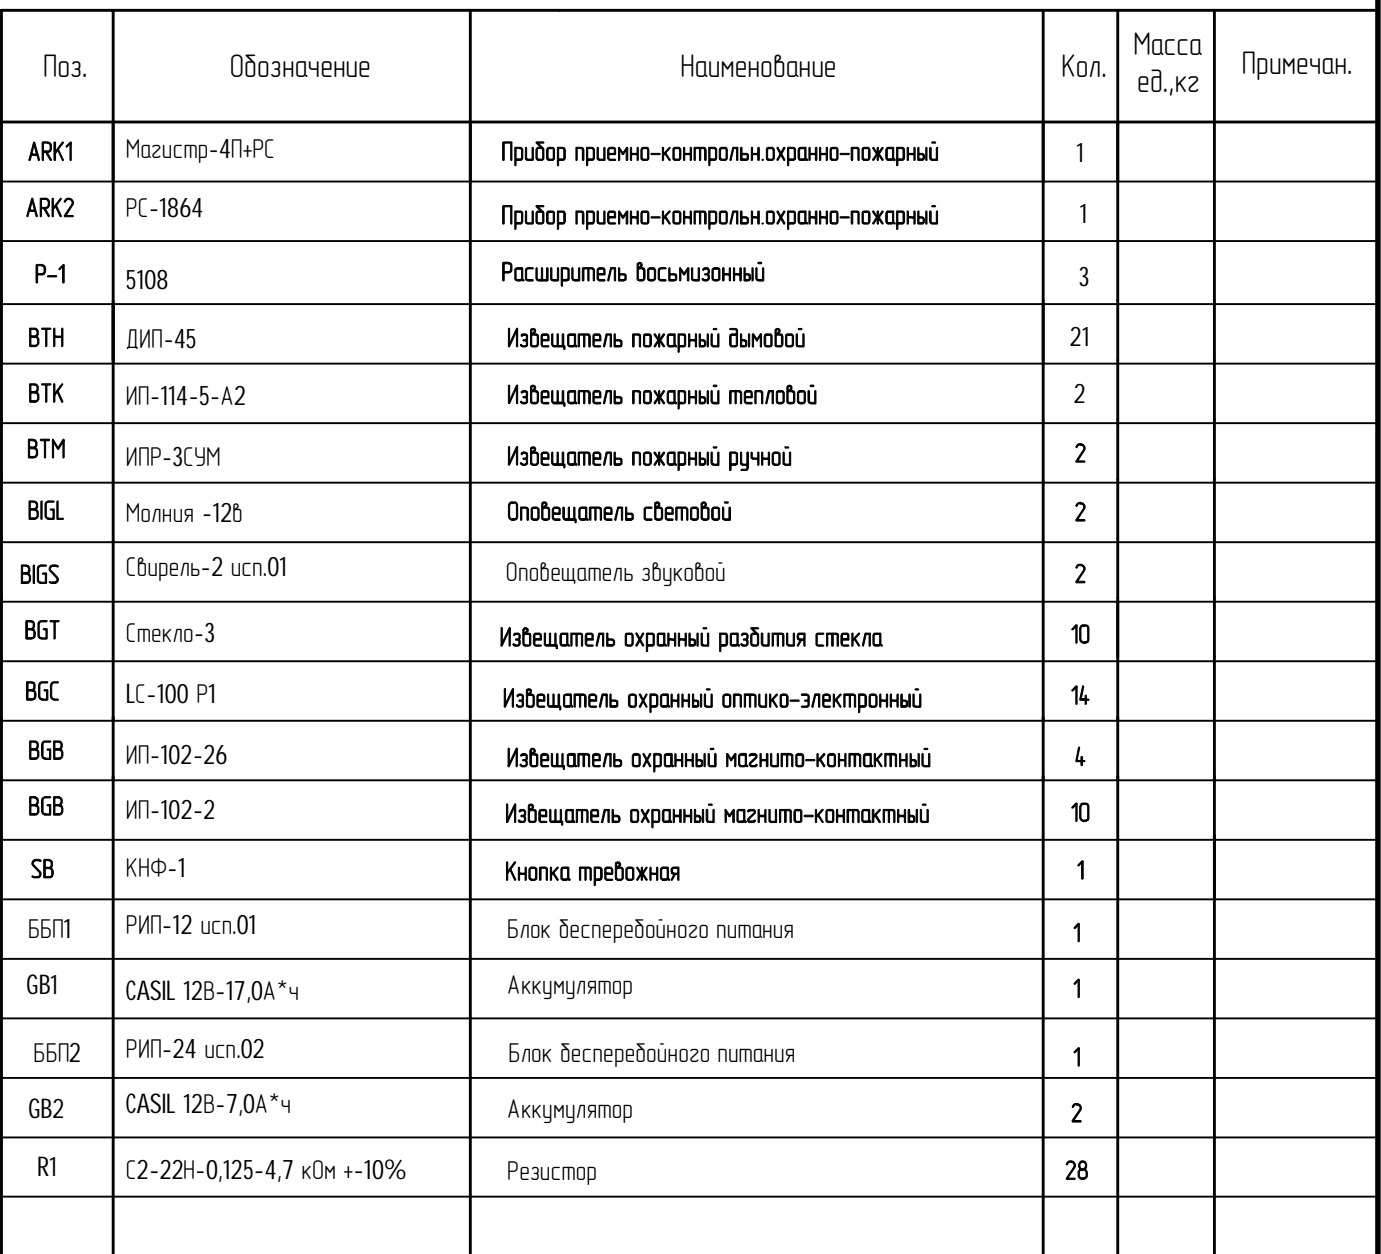 Поз. Обозначение Наименование Кол. Масса ед.,кг Примечан.
ARK1 Магистр-4П+РС Прибор приемно-контрольн.охранно-пожарный 1
ARK2 РС-1864 Прибор приемно-контрольн.охранно-пожарный 1
Р-1 5108 Расширитель восьмизонный 3
BTH ДИП-45 Извещатель пожарный дымовой 21
BTK ИП-114-5-А2 Извещатель пожарный тепловой 2
BTM ИПР-3СУМ Извещатель пожарный ручной 2
BIGL Молния -12в Оповещатель световой 2
BIGS Свирель-2 исп.01 Оповещатель звуковой 2
BGT Стекло-3 Извещатель охранный разбития стекла 10
BGC LC-100 P1 Извещатель охранный оптико-электронный 14
BGB ИП-102-26 Извещатель охранный магнито-контактный 4
BGB ИП-102-2 Извещатель охранный магнито-контактный 10
SB КНФ-1 Кнопка тревожная 1
ББП1 РИП-12 исп.01 Блок бесперебойного питания 1
GB1 CASIL 12В-17,0А*ч Аккумулятор 1
ББП2 РИП-24 исп.02 Блок бесперебойного питания 1
GB2 CASIL 12В-7,0А*ч Аккумулятор 2
R1 С2-22Н-0,125-4,7 кОм +-10% Резистор 28